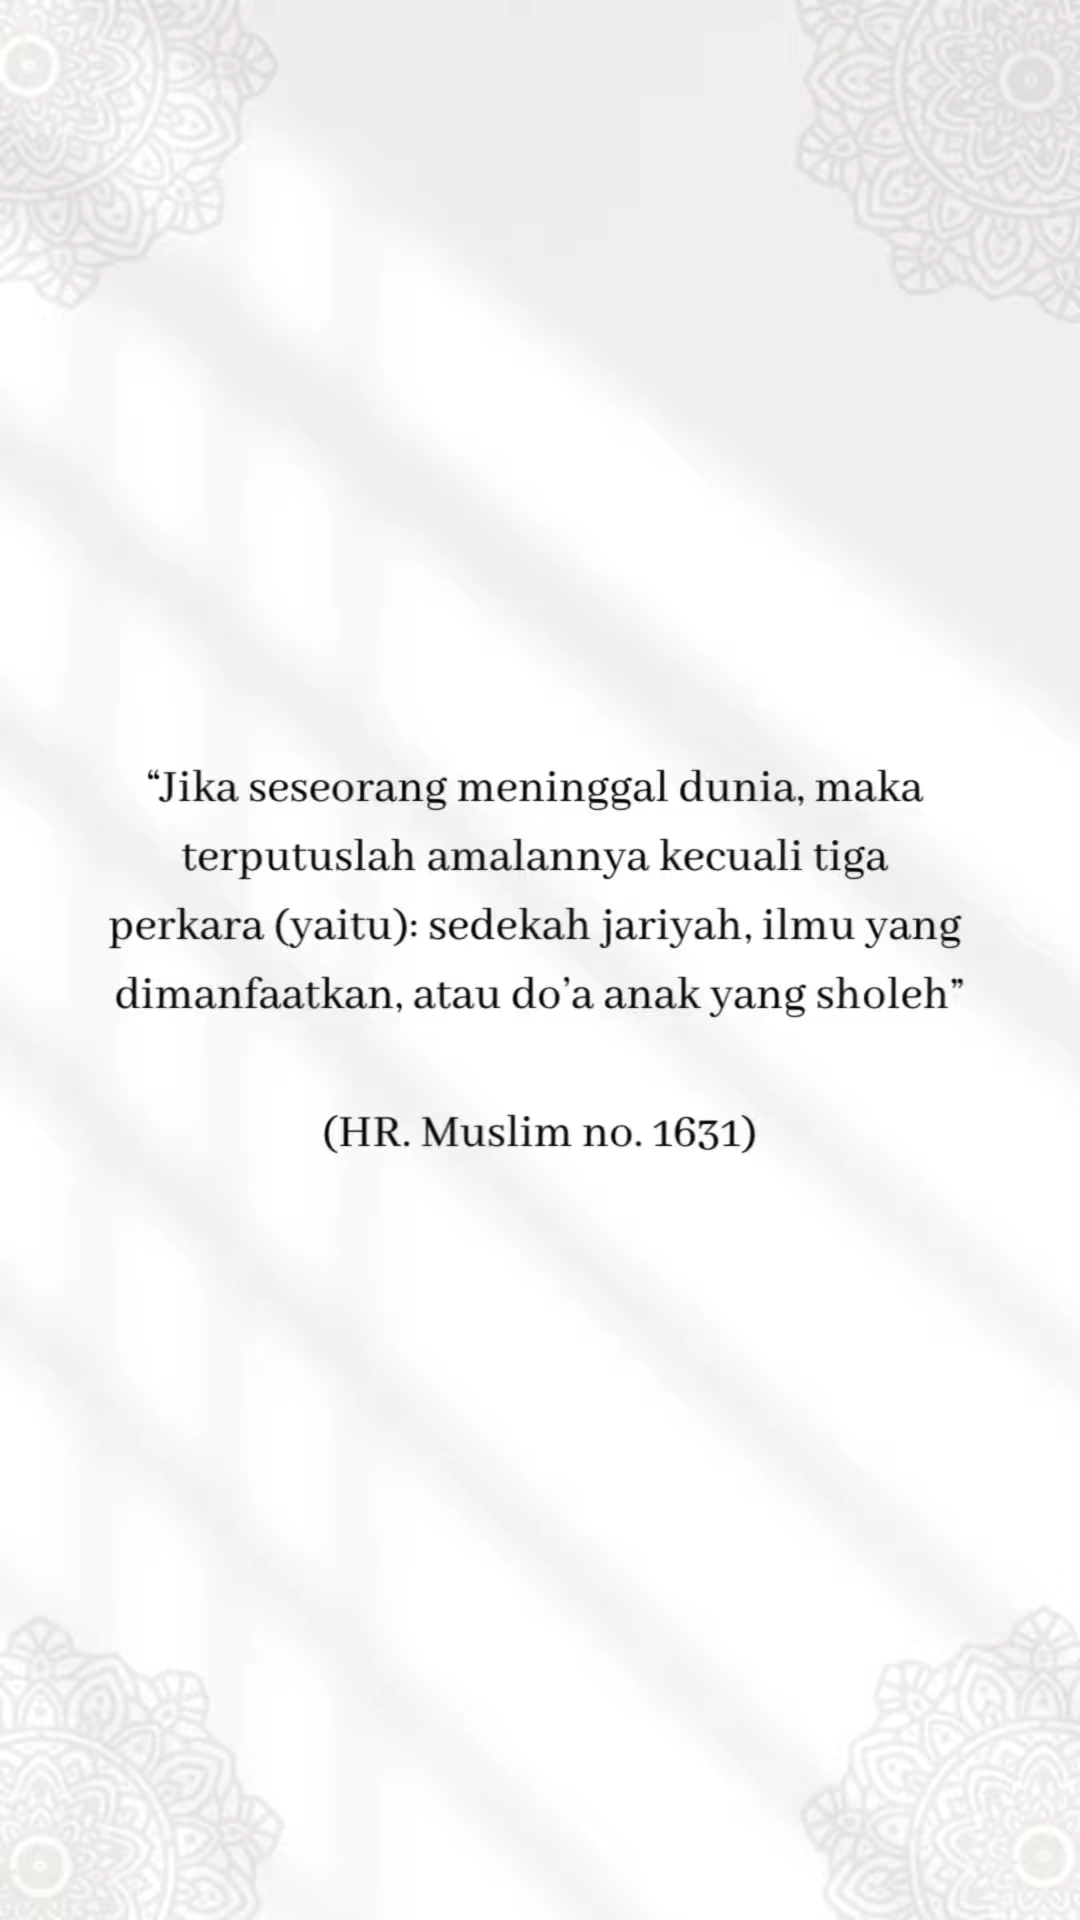 “Jika seseorang meninggal dunia, maka
terputuslah amalannya kecuali tiga
perkara (yaitu): sedekah jariyah, ilmu yang
dimanfaatkan, atau do’a anak yang sholeh”
(HR. Muslim no. 1631)